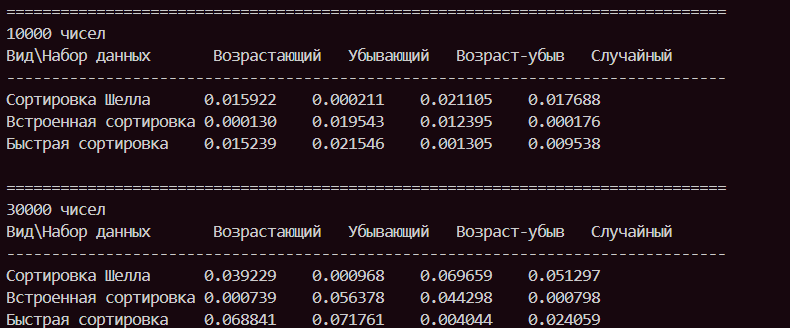 ================================================================================
10000 чисел
Вид\Набор данных       Возрастающий   Убывающий   Возраст-убыв   Случайный
--------------------------------------------------------------------------------
Сортировка Шелла      0.015922    0.000211    0.021105    0.017688
Встроенная сортировка 0.000130    0.019543    0.012395    0.000176
Быстрая сортировка    0.015239    0.021546    0.001305    0.009538
================================================================================
30000 чисел
Вид\Набор данных       Возрастающий   Убывающий   Возраст-убыв   Случайный
--------------------------------------------------------------------------------
Сортировка Шелла      0.039229    0.000968    0.069659    0.051297
Встроенная сортировка 0.000739    0.056378    0.044298    0.000798
Быстрая сортировка    0.068841    0.071761    0.004044    0.024059